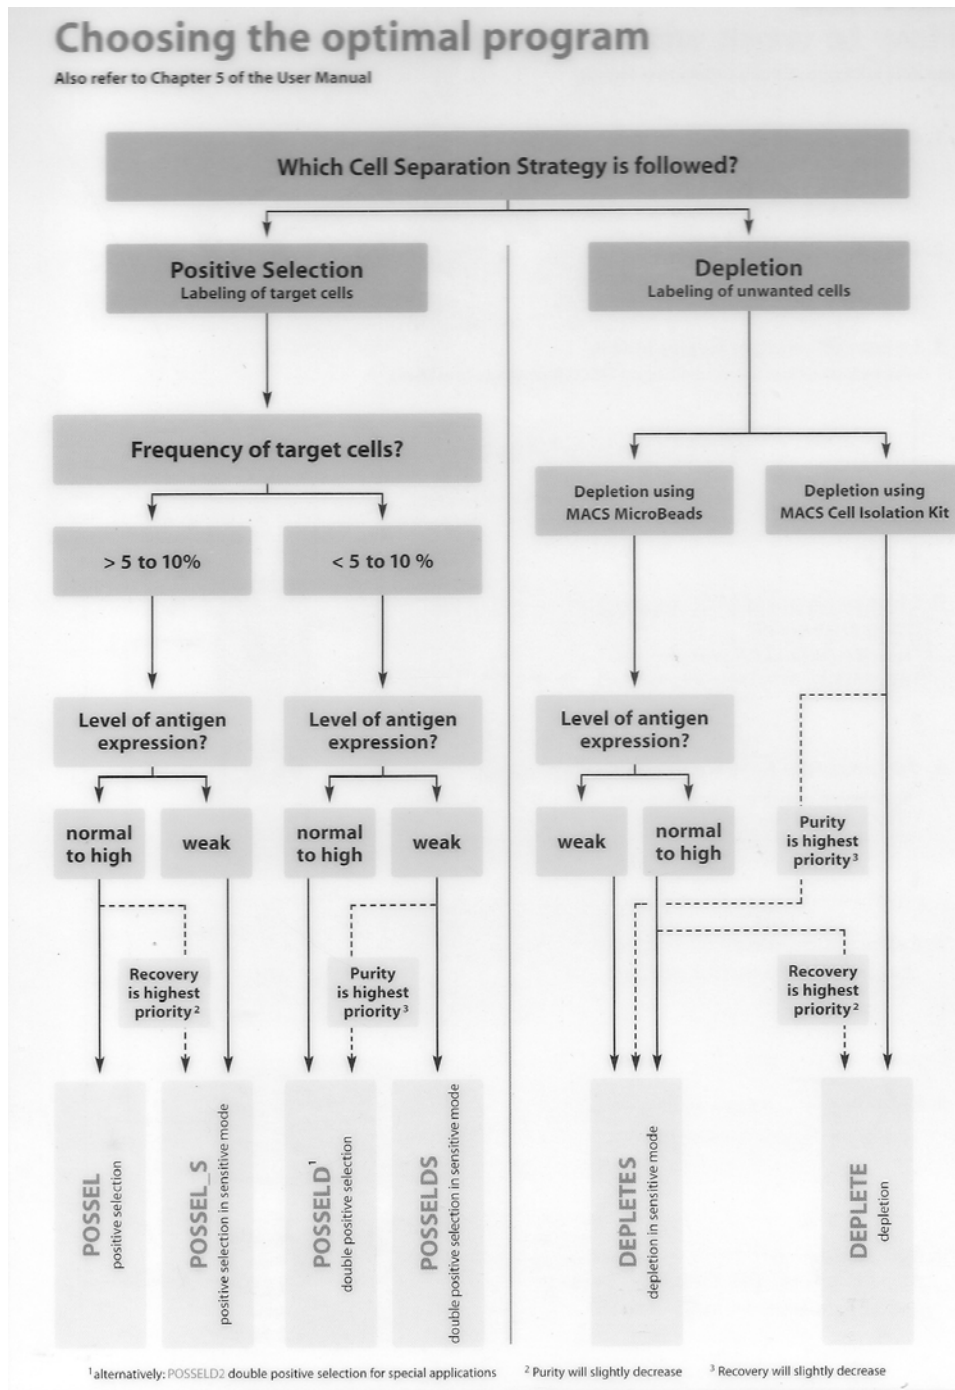 Choosing the optimal program
Also refer to Chapter 5 of the User Manual
Which Cell Separation Strategy is followed?
Positive Selection
Labeling of target cells
Depletion
Labeling of unwanted cells
Frequency of target cells?
Depletion using
MACS MicroBeads
Depletion using
MACS Cell Isolation Kit
> 5 to 10%
< 5 to 10 %
Level of antigen
expression?
Level of antigen
expression?
Level of antigen
expression?
normal
to high
weak
normal
to high
weak
weak
normal
to high
Purity
is highest
priority³
Recovery
is highest
priority²
Purity
is highest
priority³
Recovery
is highest
priority²
POSSEL
positive selection
POSSEL_S
positive selection in sensitive mode
POSSELD¹
double positive selection
POSSELDS
double positive selection in sensitive mode
DEPLETES
depletion in sensitive mode
DEPLETE
depletion
¹ alternatively: POSSELD2 double positive selection for special applications ² Purity will slightly decrease ³ Recovery will slightly decrease